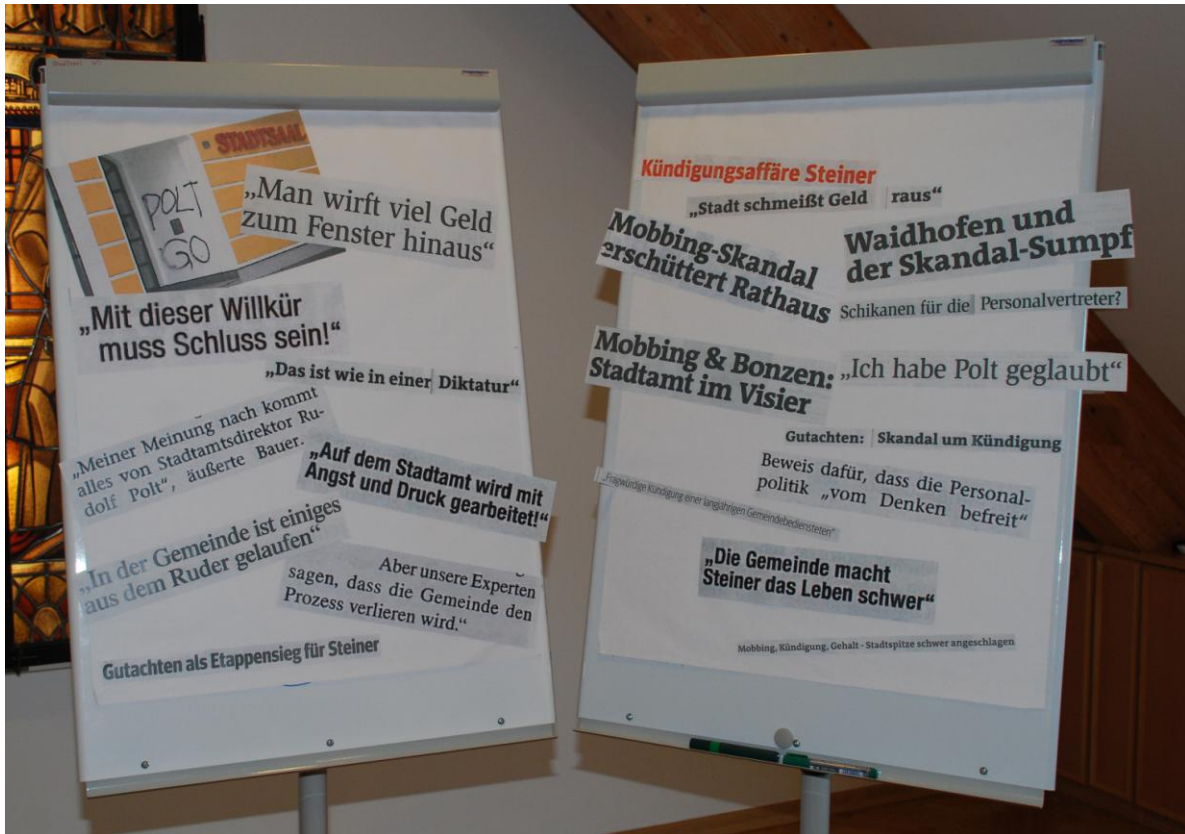 STADTSAAL
POLT
GO
„Man wirft viel Geld
zum Fenster hinaus“
„Mit dieser Willkür
muss Schluss sein!“
„Das ist wie in einer Diktatur“
„Meiner Meinung nach kommt
alles von Stadtamtsdirektor Ru-
dolf Polt“, äußerte Bauer.
„Auf dem Stadtamt wird mit
Angst und Druck gearbeitet!“
„In der Gemeinde ist einiges
aus dem Ruder gelaufen“
Aber unsere Experten
sagen, dass die Gemeinde den
Prozess verlieren wird.“
Gutachten als Etappensieg für Steiner
Kündigungsaffäre Steiner
„Stadt schmeißt Geld raus“
Mobbing-Skandal
erschüttert Rathaus
Waidhofen und
der Skandal-Sumpf
Schikanen für die Personalvertreter?
Mobbing & Bonzen:
Stadtamt im Visier
„Ich habe Polt geglaubt“
Gutachten: Skandal um Kündigung
Beweis dafür, dass die Personal-
politik „vom Denken befreit“
„Fragwürdige Kündigung einer langjährigen Gemeindebediensteten“
„Die Gemeinde macht
Steiner das Leben schwer“
Mobbing, Kündigung, Gehalt - Stadtspitze schwer angeschlagen